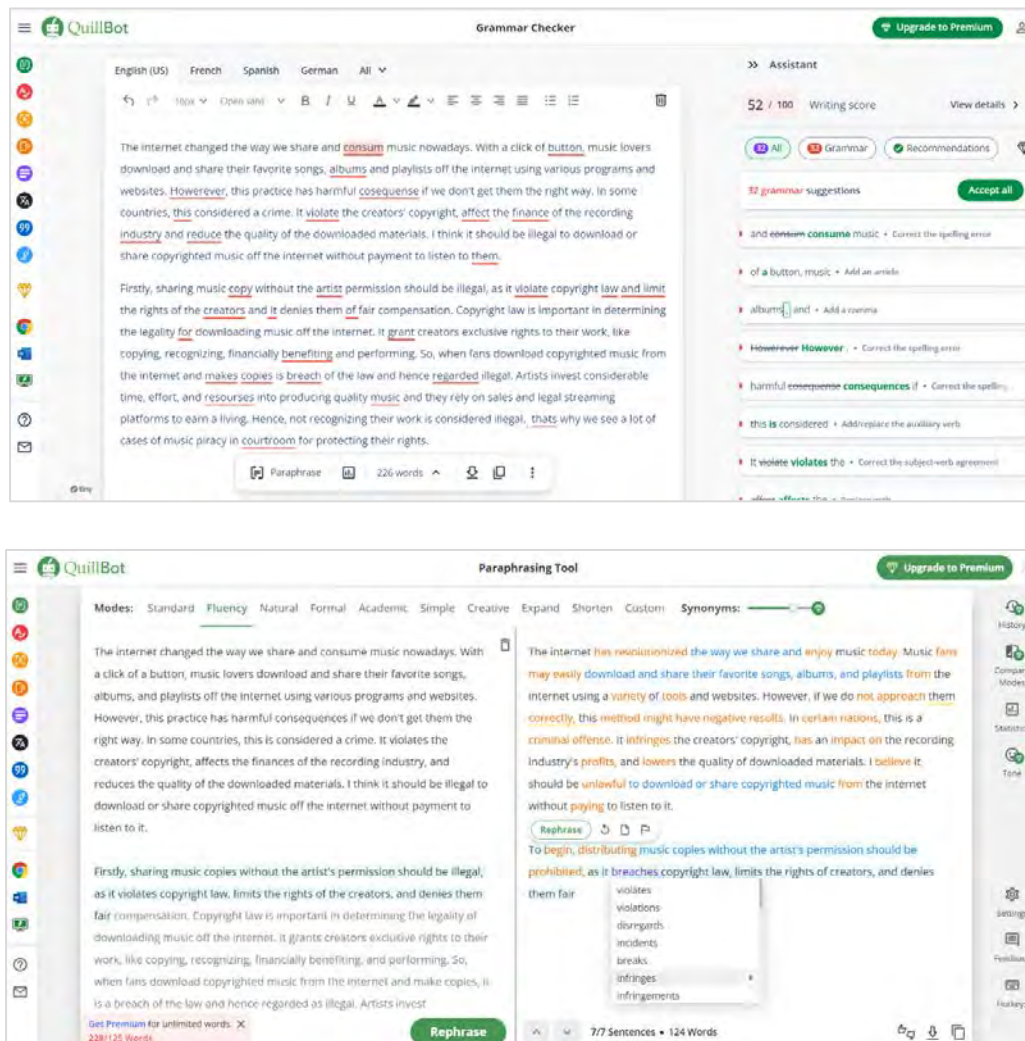 QuillBot
Grammar Checker
Upgrade to Premium
English (US) French Spanish German All
Assistant
10px Open sans B I U A
52 / 100 Writing score View details >
The internet changed the way we share and consum music nowadays. With a click of button, music lovers
download and share their favorite songs, albums and playlists off the internet using various programs and
websites. Howerever, this practice has harmful cosequense if we don't get them the right way. In some
countries, this considered a crime. It violate the creators' copyright, affect the finance of the recording
industry and reduce the quality of the downloaded materials. I think it should be illegal to download or
share copyrighted music off the internet without payment to listen to them.
Firstly, sharing music copy without the artist permission should be illegal, as it violate copyright law and limit
the rights of the creators and it denies them of fair compensation. Copyright law is important in determining
the legality for downloading music off the internet. It grant creators exclusive rights to their work, like
copying, recognizing, financially benefiting and performing. So, when fans download copyrighted music from
the internet and makes copies is breach of the law and hence regarded illegal. Artists invest considerable
time, effort, and resourses into producing quality music and they rely on sales and legal streaming
platforms to earn a living. Hence, not recognizing their work is considered illegal, thats why we see a lot of
cases of music piracy in courtroom for protecting their rights.
Paraphrase 226 words
tiny
32 All 32 Grammar Recommendations
32 grammar suggestions Accept all
and consum consume music • Correct the spelling error
of a button, music • Add an article
albums, and • Add a comma
Howerever However, • Correct the spelling error
harmful cosequense consequences if • Correct the spelling...
this is considered • Add/replace the auxiliary verb
It violate violates the • Correct the subject-verb agreement
affect affects the •
QuillBot
Paraphrasing Tool
Upgrade to Premium
Modes: Standard Fluency Natural Formal Academic Simple Creative Expand Shorten Custom Synonyms:
The internet changed the way we share and consume music nowadays. With
a click of a button, music lovers download and share their favorite songs,
albums, and playlists off the internet using various programs and websites.
However, this practice has harmful consequences if we don't get them the
right way. In some countries, this is considered a crime. It violates the
creators' copyright, affects the finances of the recording industry, and
reduces the quality of the downloaded materials. I think it should be illegal to
download or share copyrighted music off the internet without payment to
listen to it.
Firstly, sharing music copies without the artist's permission should be illegal,
as it violates copyright law, limits the rights of the creators, and denies them
fair compensation. Copyright law is important in determining the legality of
downloading music off the internet. It grants creators exclusive rights to their
work, like copying, recognizing, financially benefiting, and performing. So,
when fans download copyrighted music from the internet and make copies, it
is a breach of the law and hence regarded as illegal. Artists invest
Get Premium for unlimited words. X
228/125 Words
Rephrase
The internet has revolutionized the way we share and enjoy music today. Music fans
may easily download and share their favorite songs, albums, and playlists from the
internet using a variety of tools and websites. However, if we do not approach them
correctly, this method might have negative results. In certain nations, this is a
criminal offense. It infringes the creators' copyright, has an impact on the recording
industry's profits, and lowers the quality of downloaded materials. I believe it
should be unlawful to download or share copyrighted music from the internet
without paying to listen to it.
Rephrase
To begin, distributing music copies without the artist's permission should be
prohibited, as it breaches copyright law, limits the rights of creators, and denies
them fair
violates
violations
disregards
incidents
breaks
infringes
infringements
7/7 Sentences • 124 Words
History
Compare
Modes
Statistics
Tone
Settings
Feedback
Hotkeys